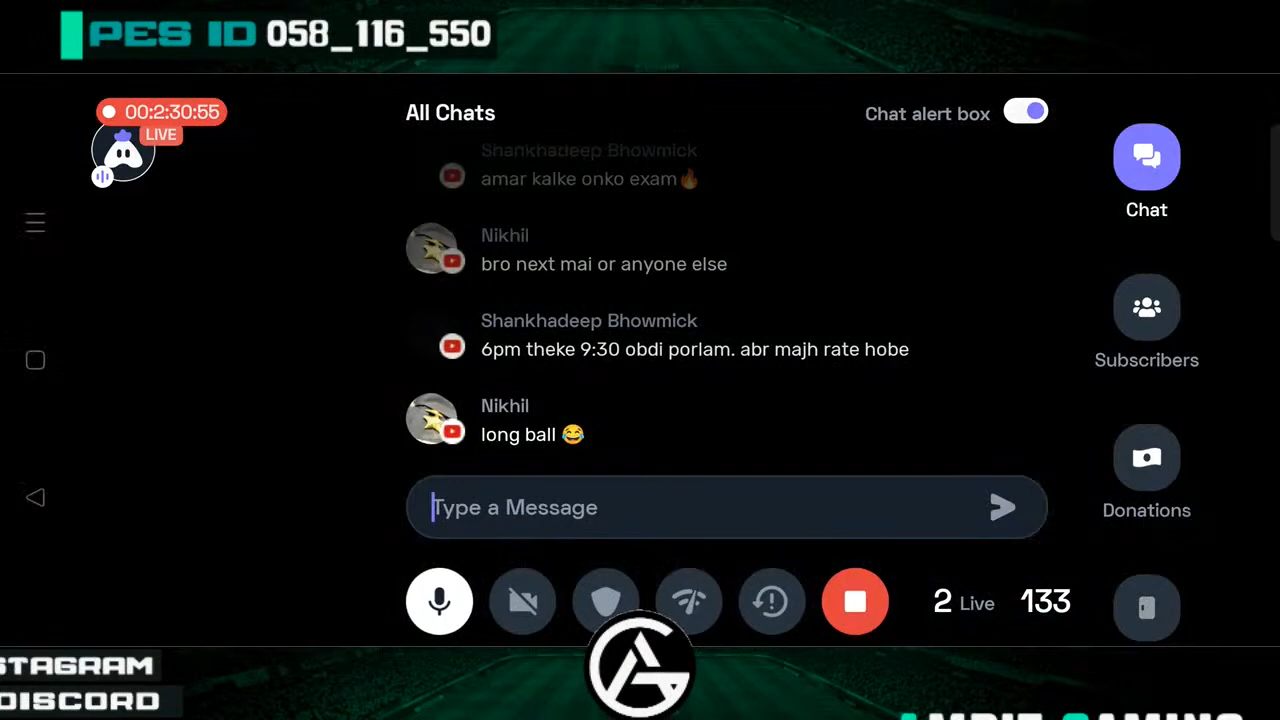 PES ID 058_116_550
00:2:30:55
LIVE
All Chats
Chat alert box
Shankhadeep Bhowmick
amar kalke onko exam🔥
Nikhil
bro next mai or anyone else
Shankhadeep Bhowmick
6pm theke 9:30 obdi porlam. abr majh rate hobe
Nikhil
long ball 😂
Type a Message
2 Live 133
Chat
Subscribers
Donations
STAGRAM
DISCORD